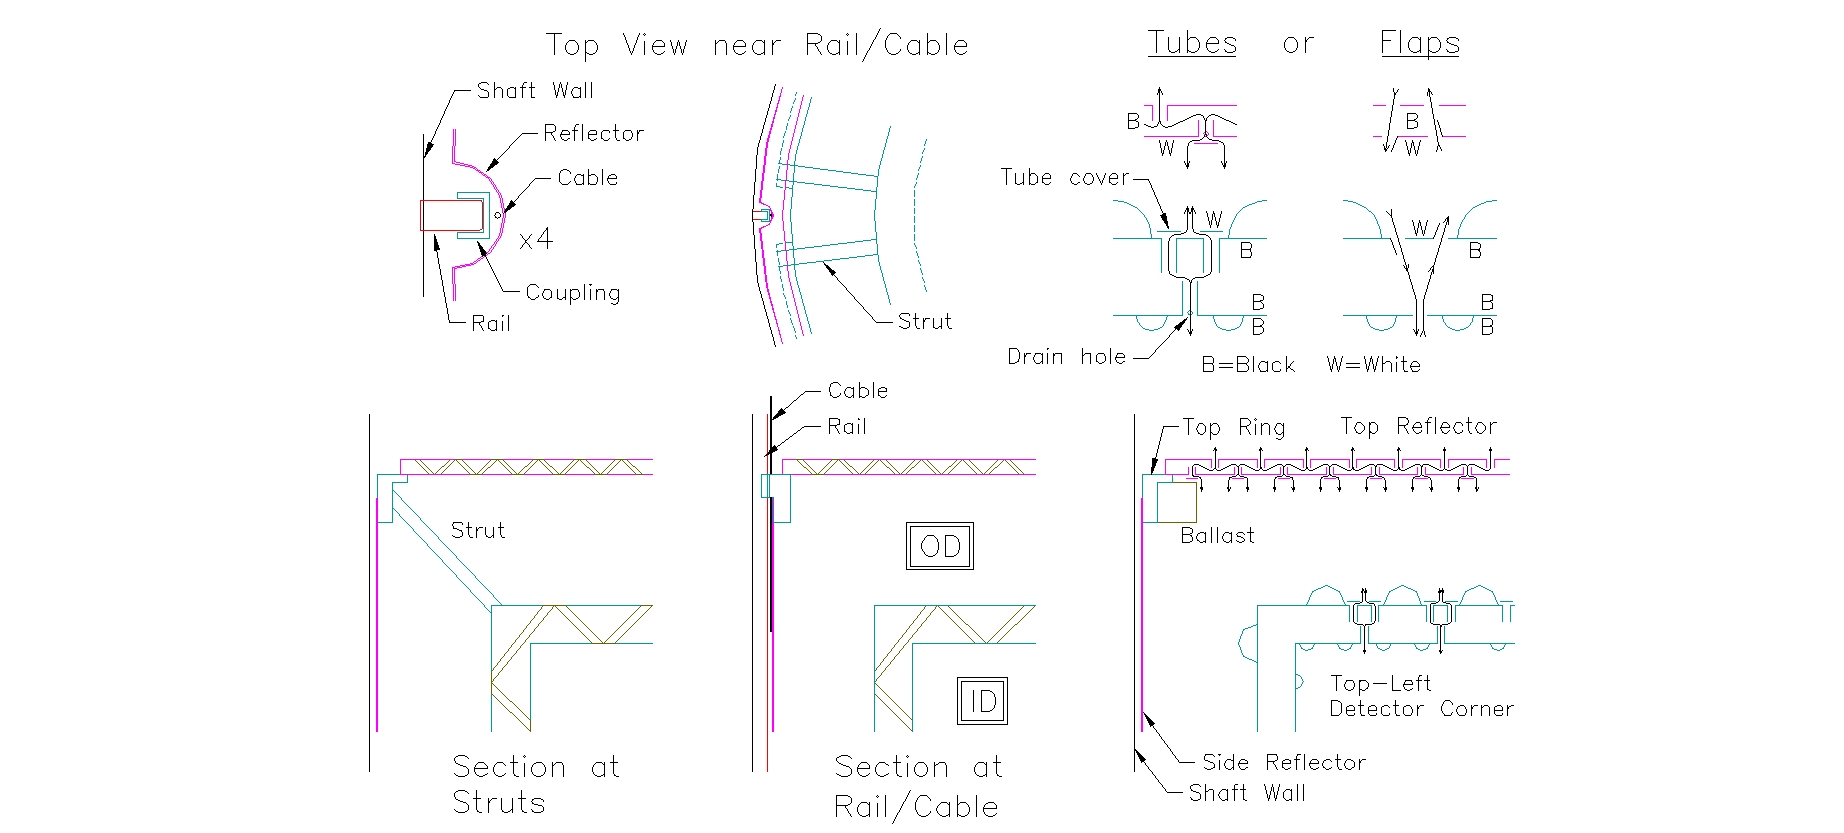 Top View near Rail/Cable
Tubes or Flaps
Shaft Wall
Reflector
Cable
x4
Coupling
Rail
Strut
B
W
B
W
Tube cover
W
B
B
B
W
B
B
B
Drain hole
B=Black W=White
Cable
Rail
Top Ring
Top Reflector
Strut
OD
Ballast
ID
Top-Left
Detector Corner
Side Reflector
Shaft Wall
Section at
Struts
Section at
Rail/Cable